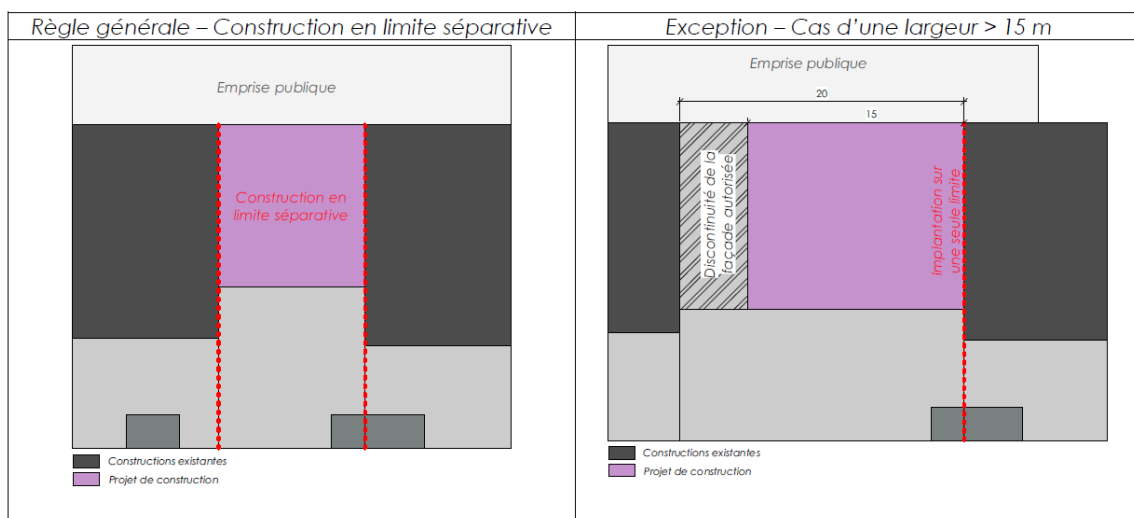 Règle générale – Construction en limite séparative
Emprise publique
Construction en
limite séparative
Constructions existantes
Projet de construction
Exception – Cas d'une largeur > 15 m
Emprise publique
20
15
Discontinuité de la
façade autorisée
Implantation sur
une seule limite
Constructions existantes
Projet de construction